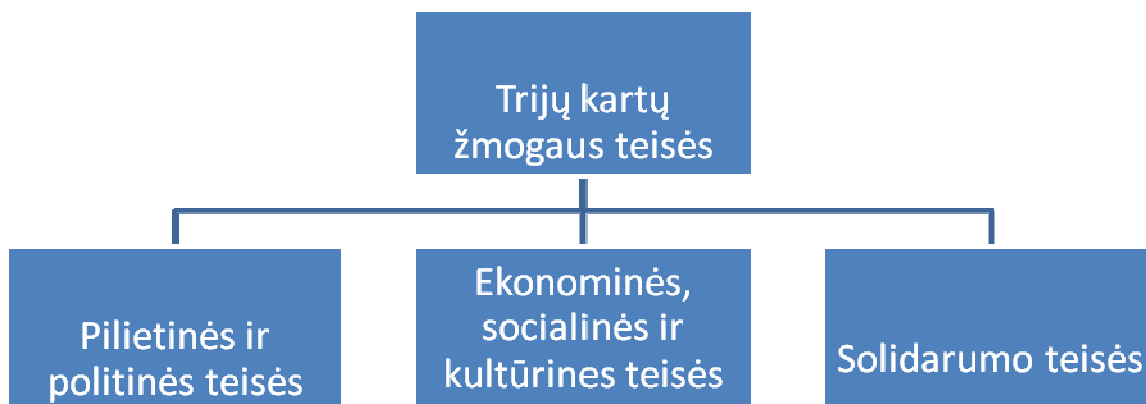 Trijų kartų
žmogaus teisės
Pilietinės ir
politinės teisės
Ekonominės,
socialinės ir
kultūrines teisės
Solidarumo teisės